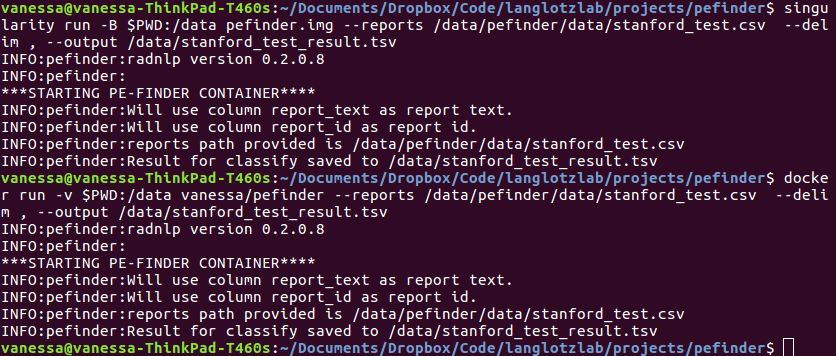 vanessa@vanessa-ThinkPad-T460s:~/Documents/Dropbox/Code/langlotzlab/projects/pefinder$ singu
larity run -B $PWD:/data pefinder.img --reports /data/pefinder/data/stanford_test.csv  --del
im , --output /data/stanford_test_result.tsv
INFO:pefinder:radnlp version 0.2.0.8
INFO:pefinder:
***STARTING PE-FINDER CONTAINER****
INFO:pefinder:Will use column report_text as report text.
INFO:pefinder:Will use column report_id as report id.
INFO:pefinder:reports path provided is /data/pefinder/data/stanford_test.csv
INFO:pefinder:Result for classify saved to /data/stanford_test_result.tsv
vanessa@vanessa-ThinkPad-T460s:~/Documents/Dropbox/Code/langlotzlab/projects/pefinder$ docke
r run -v $PWD:/data vanessa/pefinder --reports /data/pefinder/data/stanford_test.csv  --deli
m , --output /data/stanford_test_result.tsv
INFO:pefinder:radnlp version 0.2.0.8
INFO:pefinder:
***STARTING PE-FINDER CONTAINER****
INFO:pefinder:Will use column report_text as report text.
INFO:pefinder:Will use column report_id as report id.
INFO:pefinder:reports path provided is /data/pefinder/data/stanford_test.csv
INFO:pefinder:Result for classify saved to /data/stanford_test_result.tsv
vanessa@vanessa-ThinkPad-T460s:~/Documents/Dropbox/Code/langlotzlab/projects/pefinder$